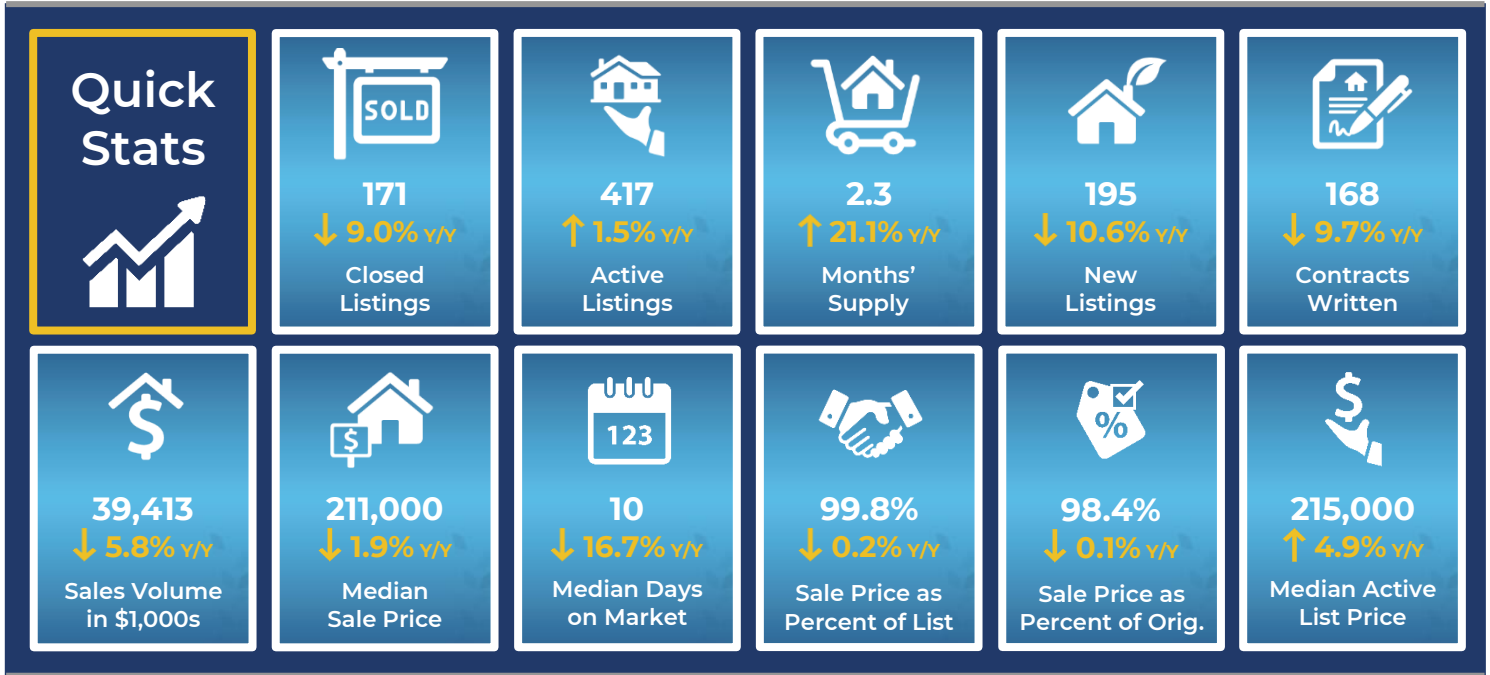 Quick
Stats
SOLD
171
↓ 9.0% Y/Y
Closed
Listings
417
↑ 1.5% Y/Y
Active
Listings
2.3
↑ 21.1% Y/Y
Months’
Supply
195
↓ 10.6% Y/Y
New
Listings
168
↓ 9.7% Y/Y
Contracts
Written
$
39,413
↓ 5.8% Y/Y
Sales Volume
in $1,000s
$
211,000
↓ 1.9% Y/Y
Median
Sale Price
123
10
↓ 16.7% Y/Y
Median Days
on Market
99.8%
↓ 0.2% Y/Y
Sale Price as
Percent of List
%
98.4%
↓ 0.1% Y/Y
Sale Price as
Percent of Orig.
$
215,000
↑ 4.9% Y/Y
Median Active
List Price